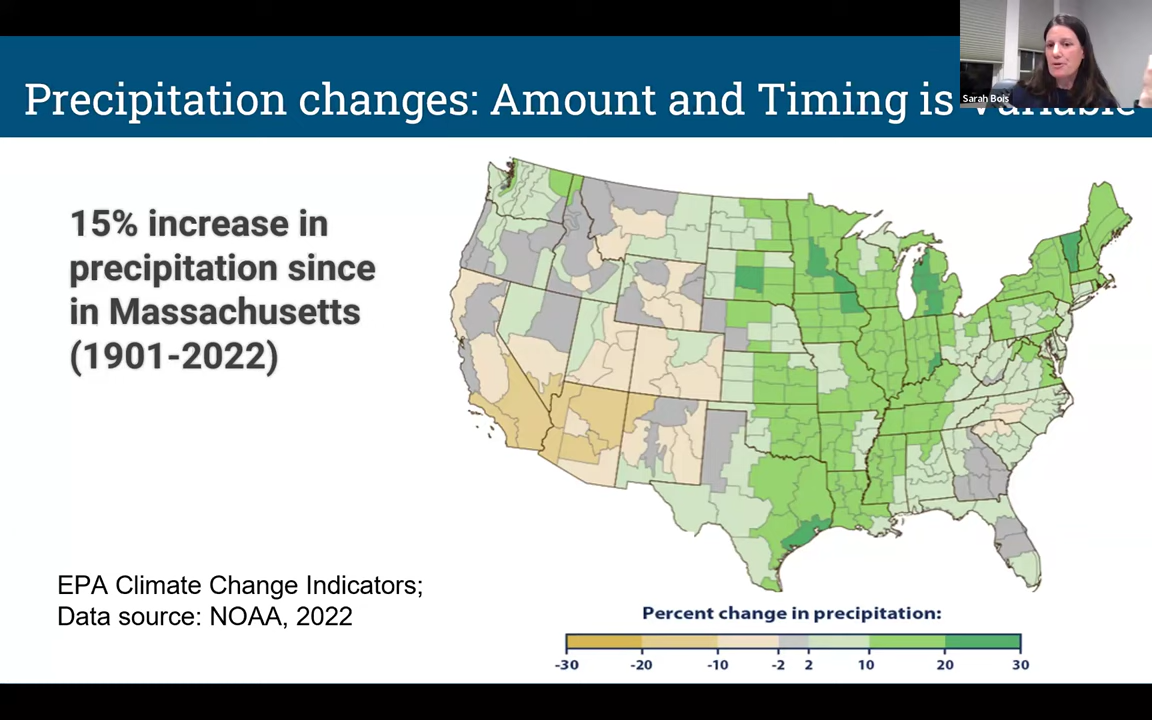 Precipitation changes: Amount and Timing is
Sarah Bois
15% increase in
precipitation since
in Massachusetts
(1901-2022)
EPA Climate Change Indicators;
Data source: NOAA, 2022
Percent change in precipitation:
-30 -20 -10 -2 2 10 20 30